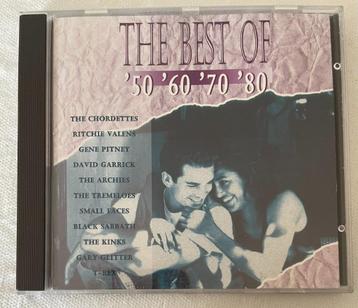 THE BEST OF
'50 '60 '70 '80
THE CHORDETTES
RITCHIE VALENS
GENE PITNEY
DAVID GARRICK
THE ARCHIES
THE TREMELOES
SMALL FACES
BLACK SABBATH
THE KINKS
GARY GLITTER
T-REX